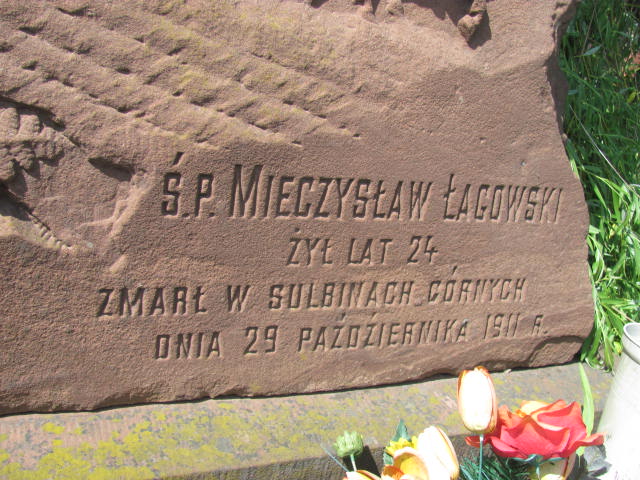 Ś.P. MIECZYSŁAW ŁAGOWSKI
ŻYŁ LAT 24
ZMARŁ W SULBINACH GÓRNYCH
DNIA 29 PAŹDZIERNIKA 1911 R.